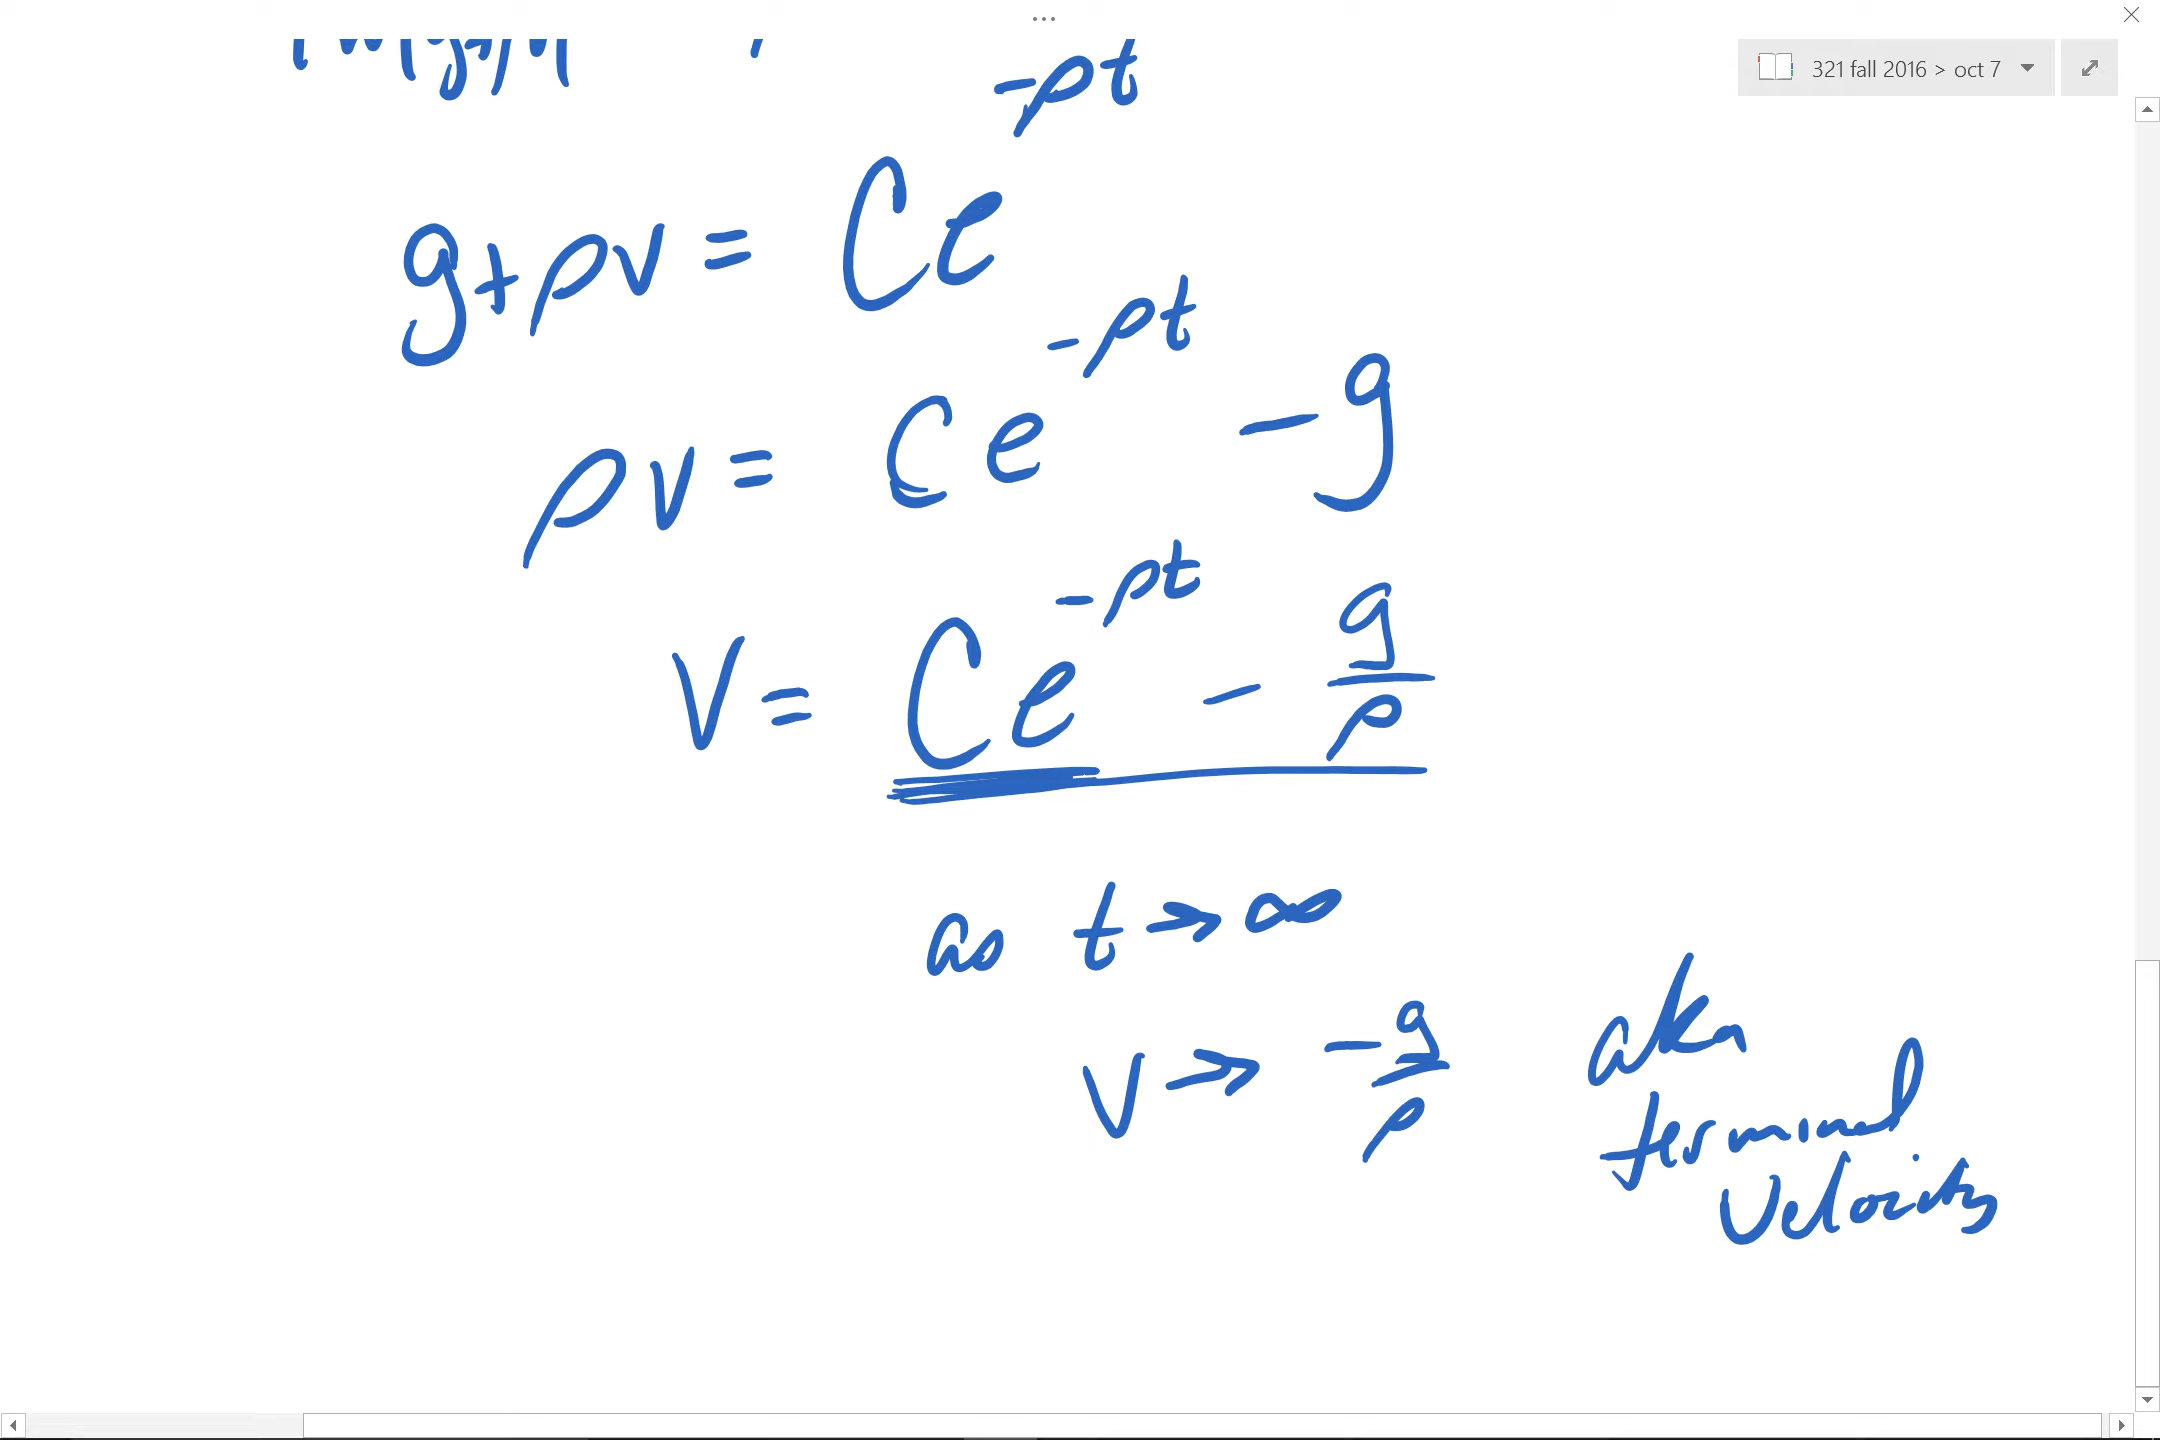 321 fall 2016 > oct 7
g+ρv = Ce^{-ρt}
ρv = Ce^{-ρt} - g
V = Ce^{-ρt} - g/ρ
as t → ∞
V → -g/ρ
aka
terminal
velocity